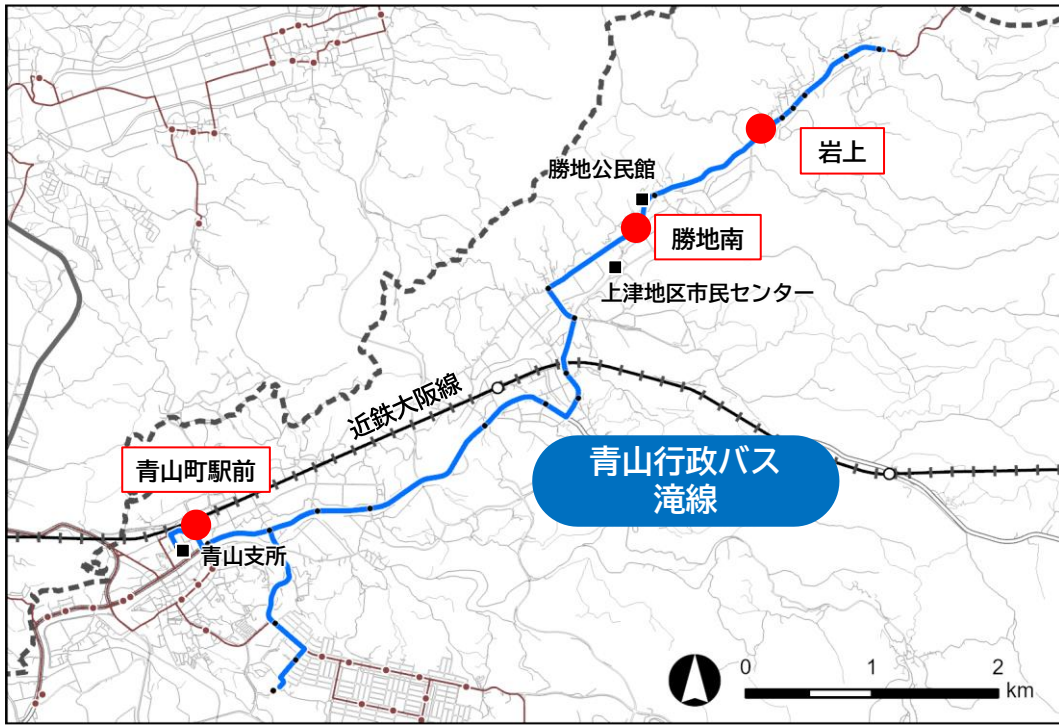 岩上
勝地公民館
勝地南
上津地区市民センター
近鉄大阪線
青山町駅前
青山行政バス
滝線
青山支所
0 1 2
km